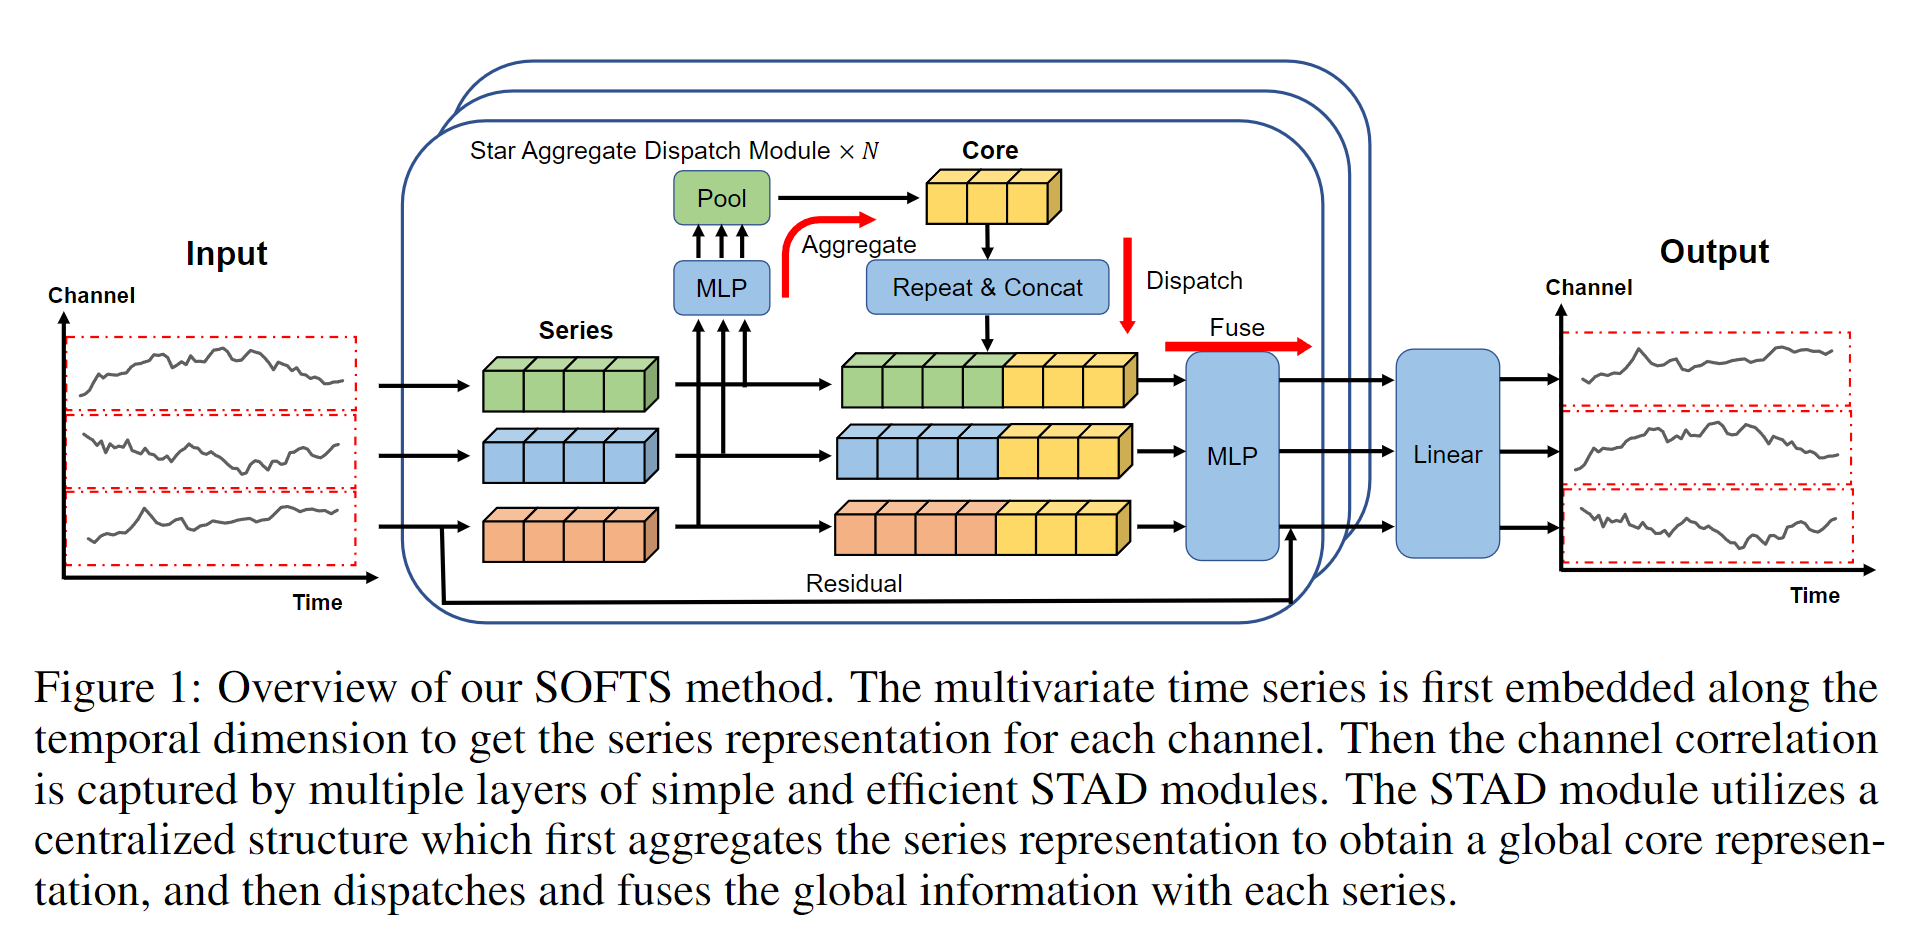 Star Aggregate Dispatch Module × N
Core
Pool
Aggregate
Input
Output
Channel
MLP
Repeat & Concat
Dispatch
Channel
Series
Fuse
MLP
Linear
Residual
Time
Time
Figure 1: Overview of our SOFTS method. The multivariate time series is first embedded along the
temporal dimension to get the series representation for each channel. Then the channel correlation
is captured by multiple layers of simple and efficient STAD modules. The STAD module utilizes a
centralized structure which first aggregates the series representation to obtain a global core represen-
tation, and then dispatches and fuses the global information with each series.